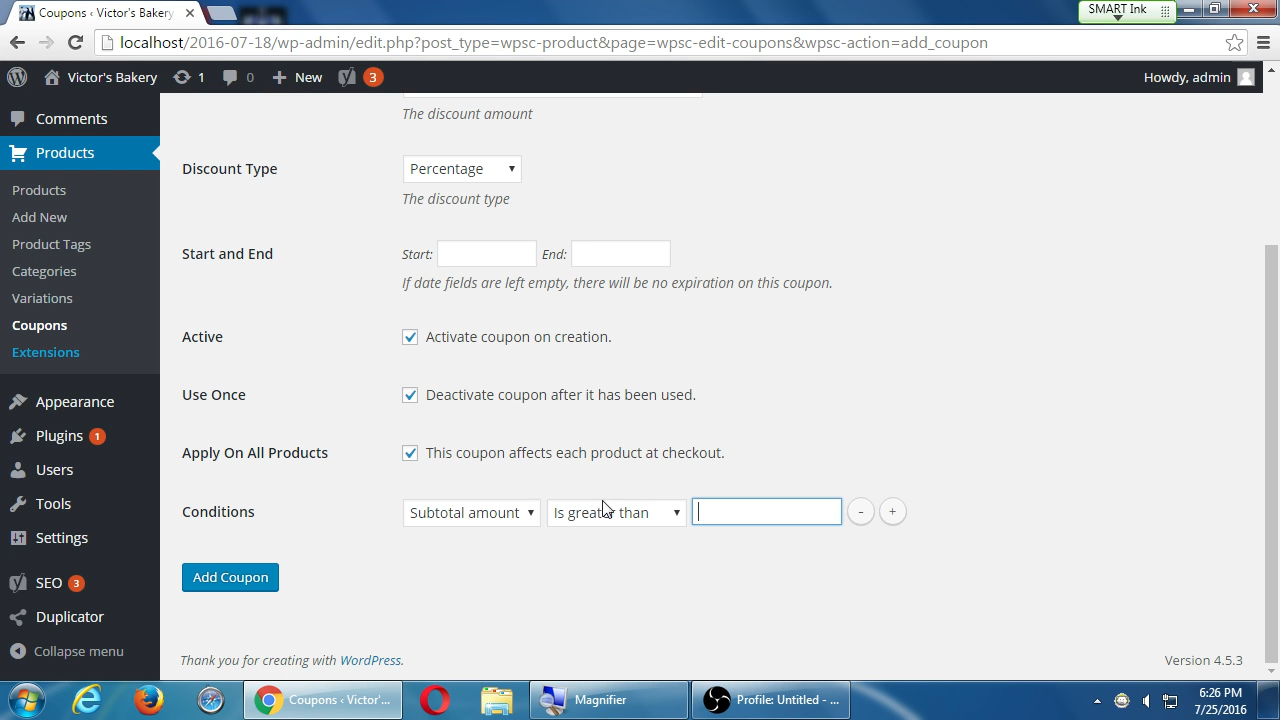 Coupons ‹ Victor's Bakery
SMART Ink
localhost/2016-07-18/wp-admin/edit.php?post_type=wpsc-product&page=wpsc-edit-coupons&wpsc-action=add_coupon
Victor's Bakery 1 0 New 3 Howdy, admin
Comments
Products
Products
Add New
Product Tags
Categories
Variations
Coupons
Extensions
Appearance
Plugins 1
Users
Tools
Settings
SEO 3
Duplicator
Collapse menu
The discount amount
Discount Type Percentage
The discount type
Start and End Start: End:
If date fields are left empty, there will be no expiration on this coupon.
Active Activate coupon on creation.
Use Once Deactivate coupon after it has been used.
Apply On All Products This coupon affects each product at checkout.
Conditions Subtotal amount Is greater than - +
Add Coupon
Thank you for creating with WordPress. Version 4.5.3
Coupons ‹ Victor'... Magnifier Profile: Untitled - ... 6:26 PM
7/25/2016